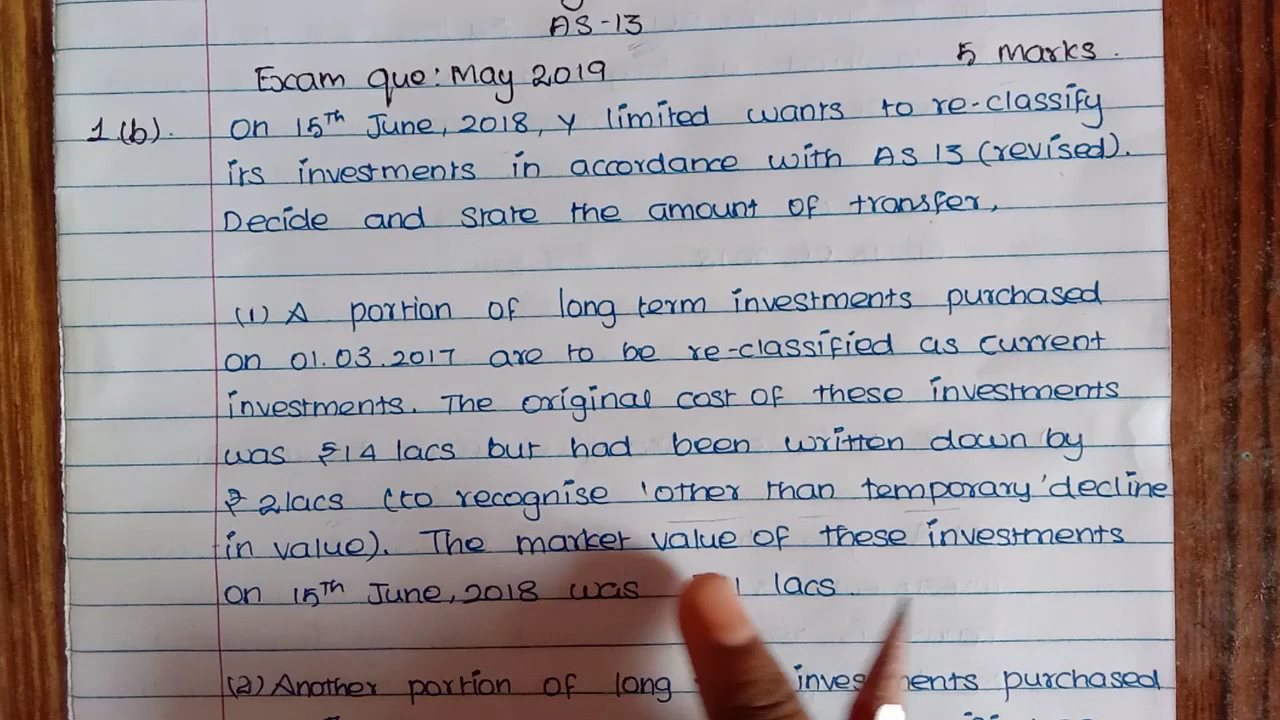 AS-13
5 marks.
Exam que: May 2019
1(b). On 15th June, 2018, Y limited wants to re-classify
its investments in accordance with AS 13 (revised).
Decide and state the amount of transfer,
(1) A portion of long term investments purchased
on 01.03.2017 are to be re-classified as current
investments. The original cost of these investments
was ₹14 lacs but had been written down by
₹ 2lacs (to recognise 'other than temporary' decline
in value). The market value of these investments
on 15th June, 2018 was lacs.
(2) Another portion of long investments purchased